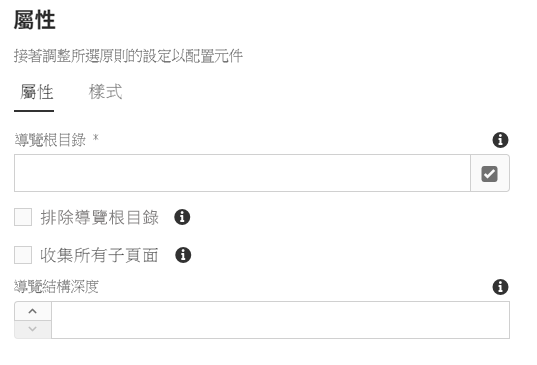 屬性
接著調整所選原則的設定以配置元件
屬性 樣式
導覽根目錄 *
排除導覽根目錄
收集所有子頁面
導覽結構深度